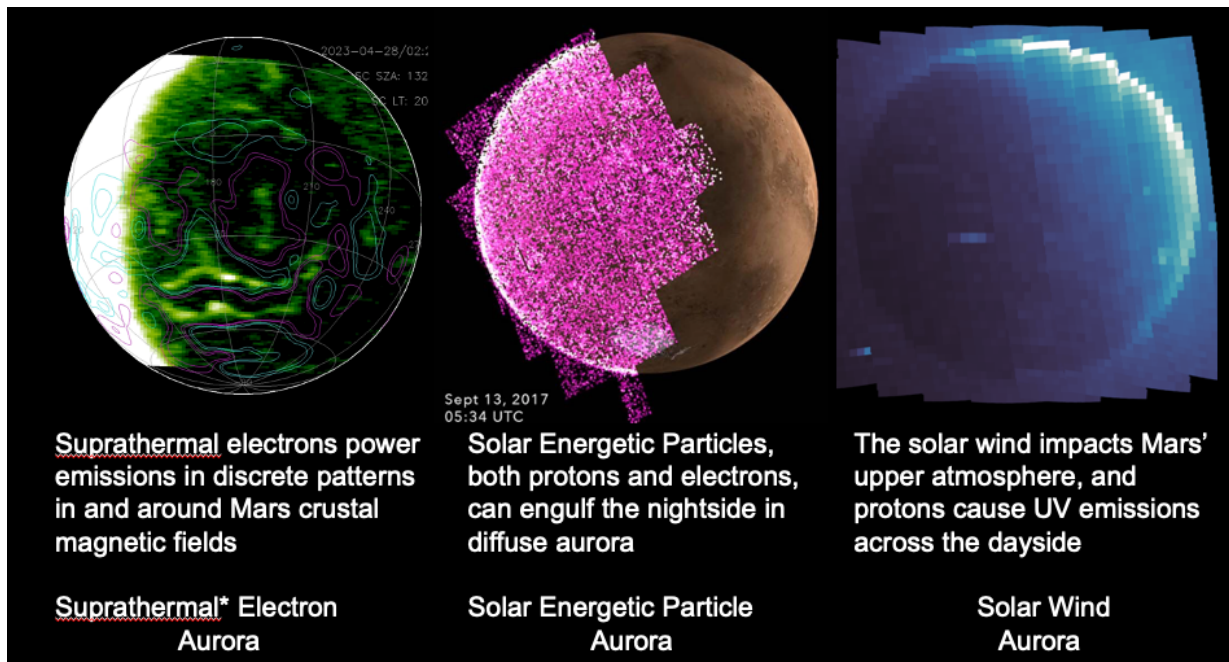 2023-04-28/02:2
SC SZA: 132
SC LT: 20
180
210
240
120
Sept 13, 2017
05:34 UTC
Suprathermal electrons power
emissions in discrete patterns
in and around Mars crustal
magnetic fields
Suprathermal* Electron
Aurora
Solar Energetic Particles,
both protons and electrons,
can engulf the nightside in
diffuse aurora
Solar Energetic Particle
Aurora
The solar wind impacts Mars'
upper atmosphere, and
protons cause UV emissions
across the dayside
Solar Wind
Aurora